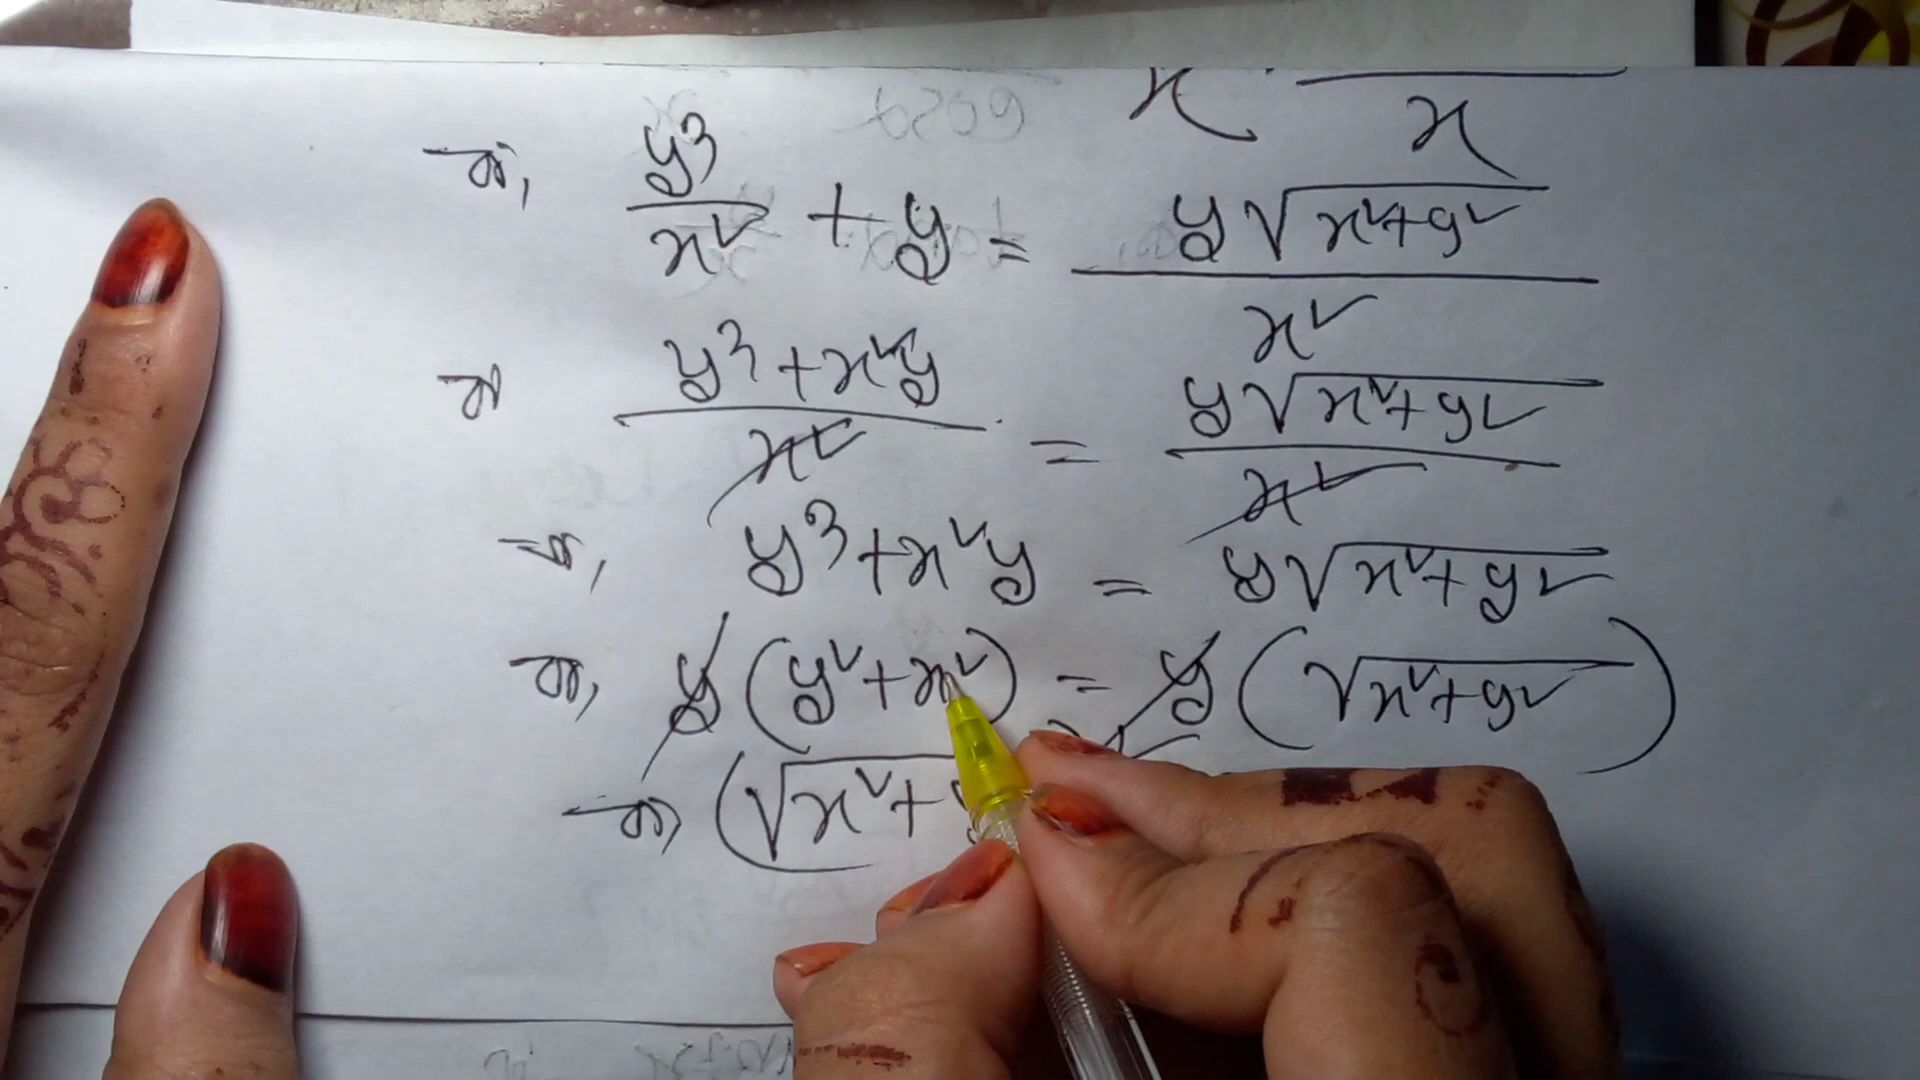 x x
বা, y³/x² + y = y√(x²+y²)/x²
বা (y³+x²y)/x² = y√(x²+y²)/x²
বা, y³+x²y = y√(x²+y²)
বা, y(y²+x²) = y(√(x²+y²))
বা, (√(x²+